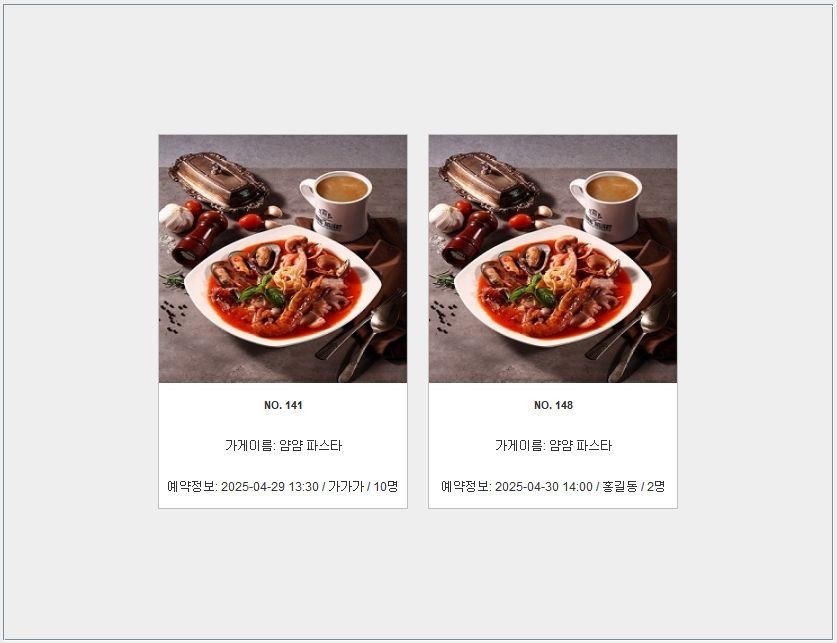 NO. 141
가게이름: 얌얌 파스타
예약정보: 2025-04-29 13:30 / 가가가 / 10명
NO. 148
가게이름: 얌얌 파스타
예약정보: 2025-04-30 14:00 / 홍길동 / 2명